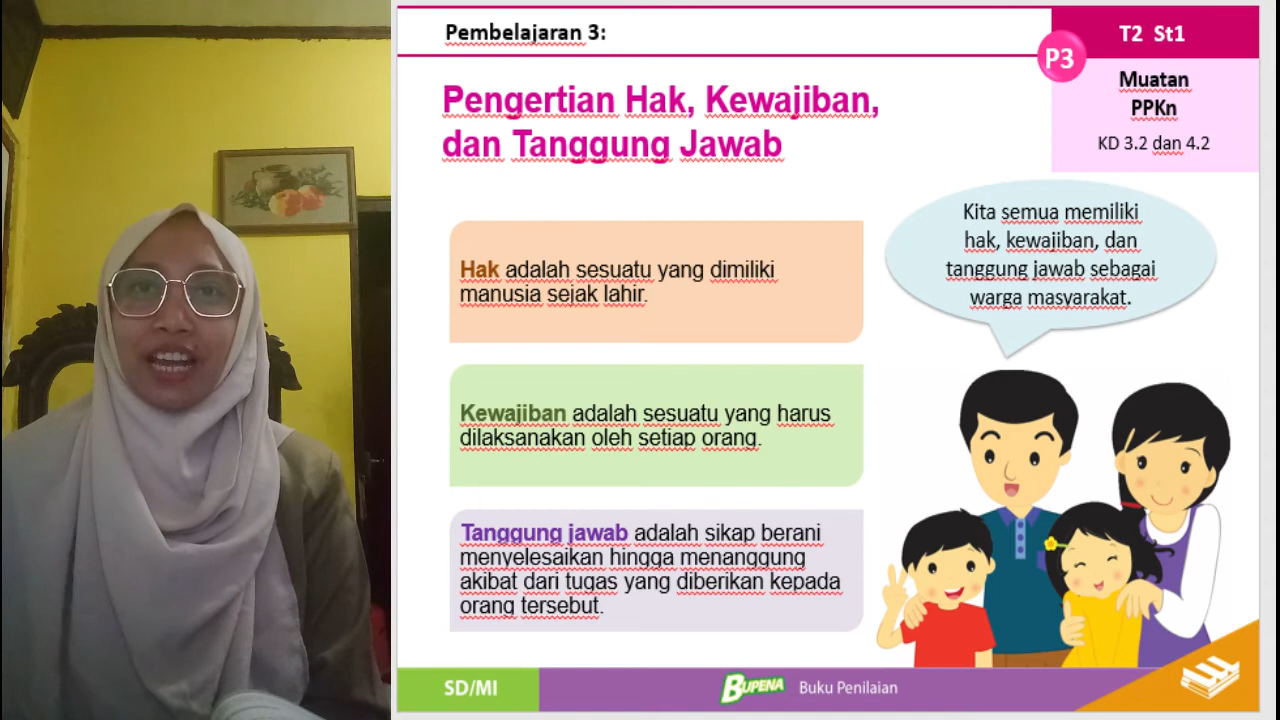 Pembelajaran 3:
T2 St1
P3
Muatan
PPKn
KD 3.2 dan 4.2
Pengertian Hak, Kewajiban,
dan Tanggung Jawab
Kita semua memiliki
hak, kewajiban, dan
tanggung jawab sebagai
warga masyarakat.
Hak adalah sesuatu yang dimiliki
manusia sejak lahir.
Kewajiban adalah sesuatu yang harus
dilaksanakan oleh setiap orang.
Tanggung jawab adalah sikap berani
menyelesaikan hingga menanggung
akibat dari tugas yang diberikan kepada
orang tersebut.
SD/MI
BUPENA Buku Penilaian